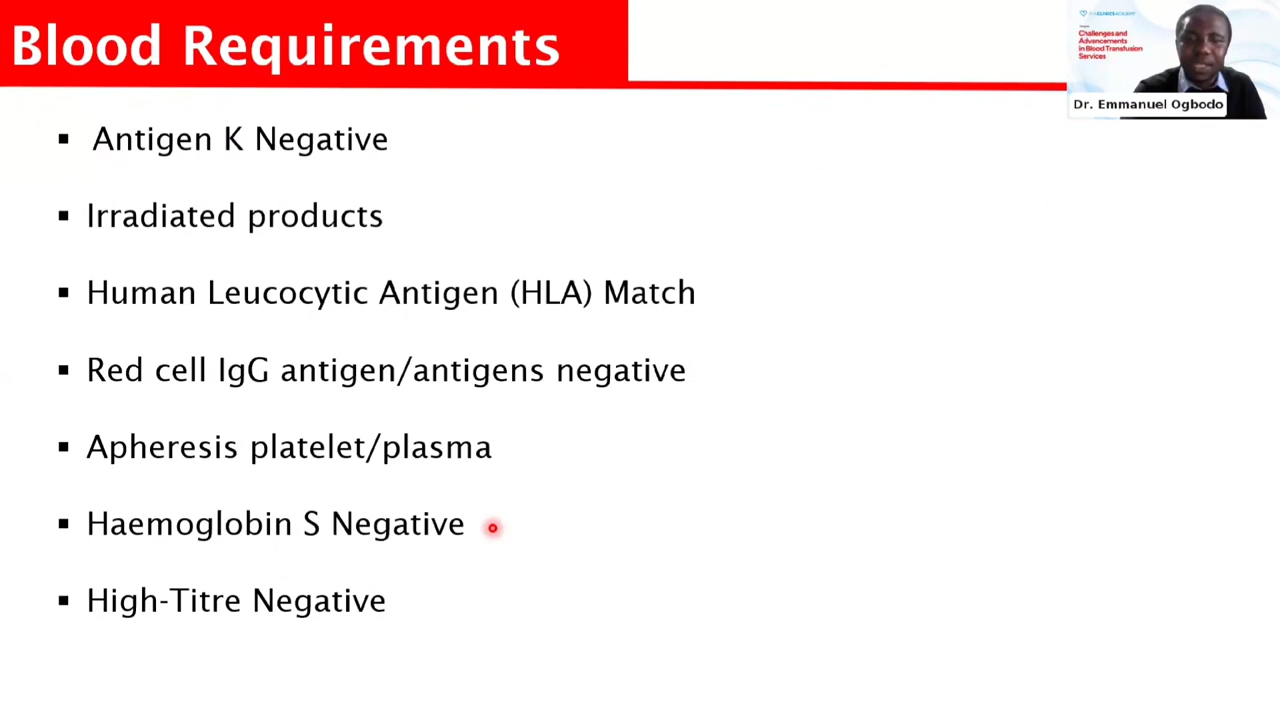 Blood Requirements
Challenges and
Advancements
in Blood Transfusion
Services
Dr. Emmanuel Ogbodo
▪ Antigen K Negative
▪ Irradiated products
▪ Human Leucocytic Antigen (HLA) Match
▪ Red cell IgG antigen/antigens negative
▪ Apheresis platelet/plasma
▪ Haemoglobin S Negative
▪ High-Titre Negative